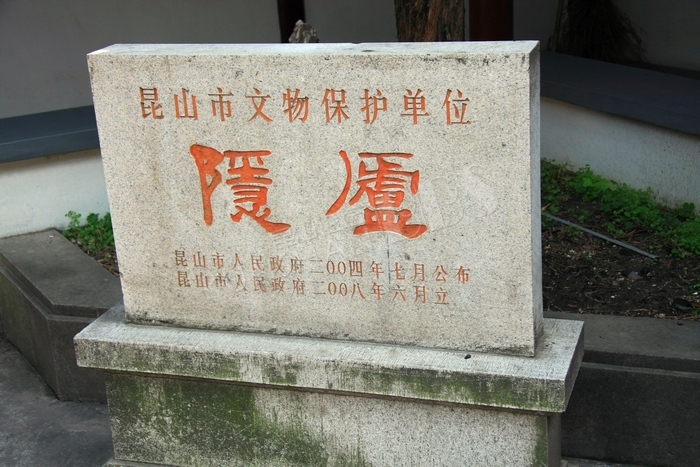 昆山市文物保护单位
隱廬
昆山市人民政府二00四年七月公布
昆山市人民政府二00八年六月立